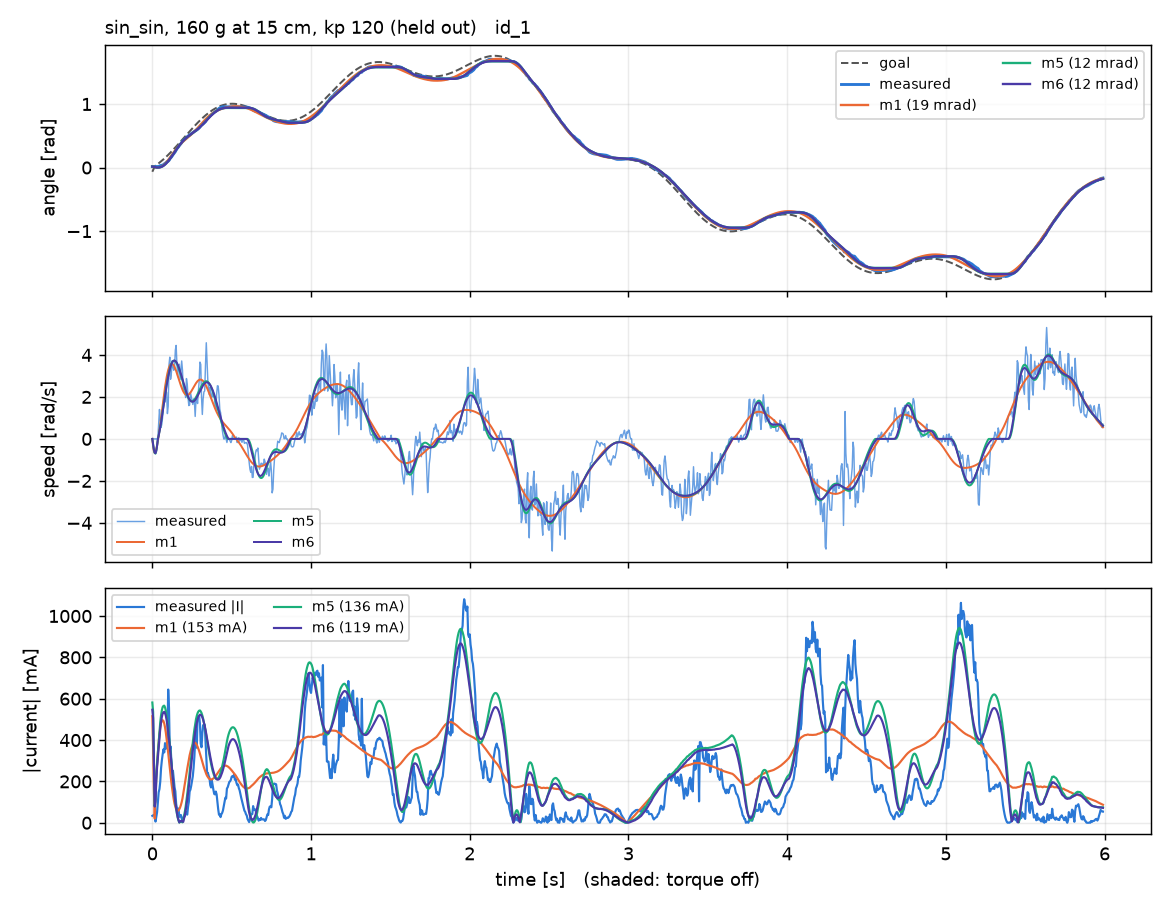 sin_sin, 160 g at 15 cm, kp 120 (held out)   id_1
goal
measured
m1 (19 mrad)
m5 (12 mrad)
m6 (12 mrad)
angle [rad]
1
0
−1
speed [rad/s]
4
2
0
−2
−4
measured
m1
m5
m6
|current| [mA]
measured |I|
m1 (153 mA)
m5 (136 mA)
m6 (119 mA)
1000
800
600
400
200
0
0 1 2 3 4 5 6
time [s]   (shaded: torque off)